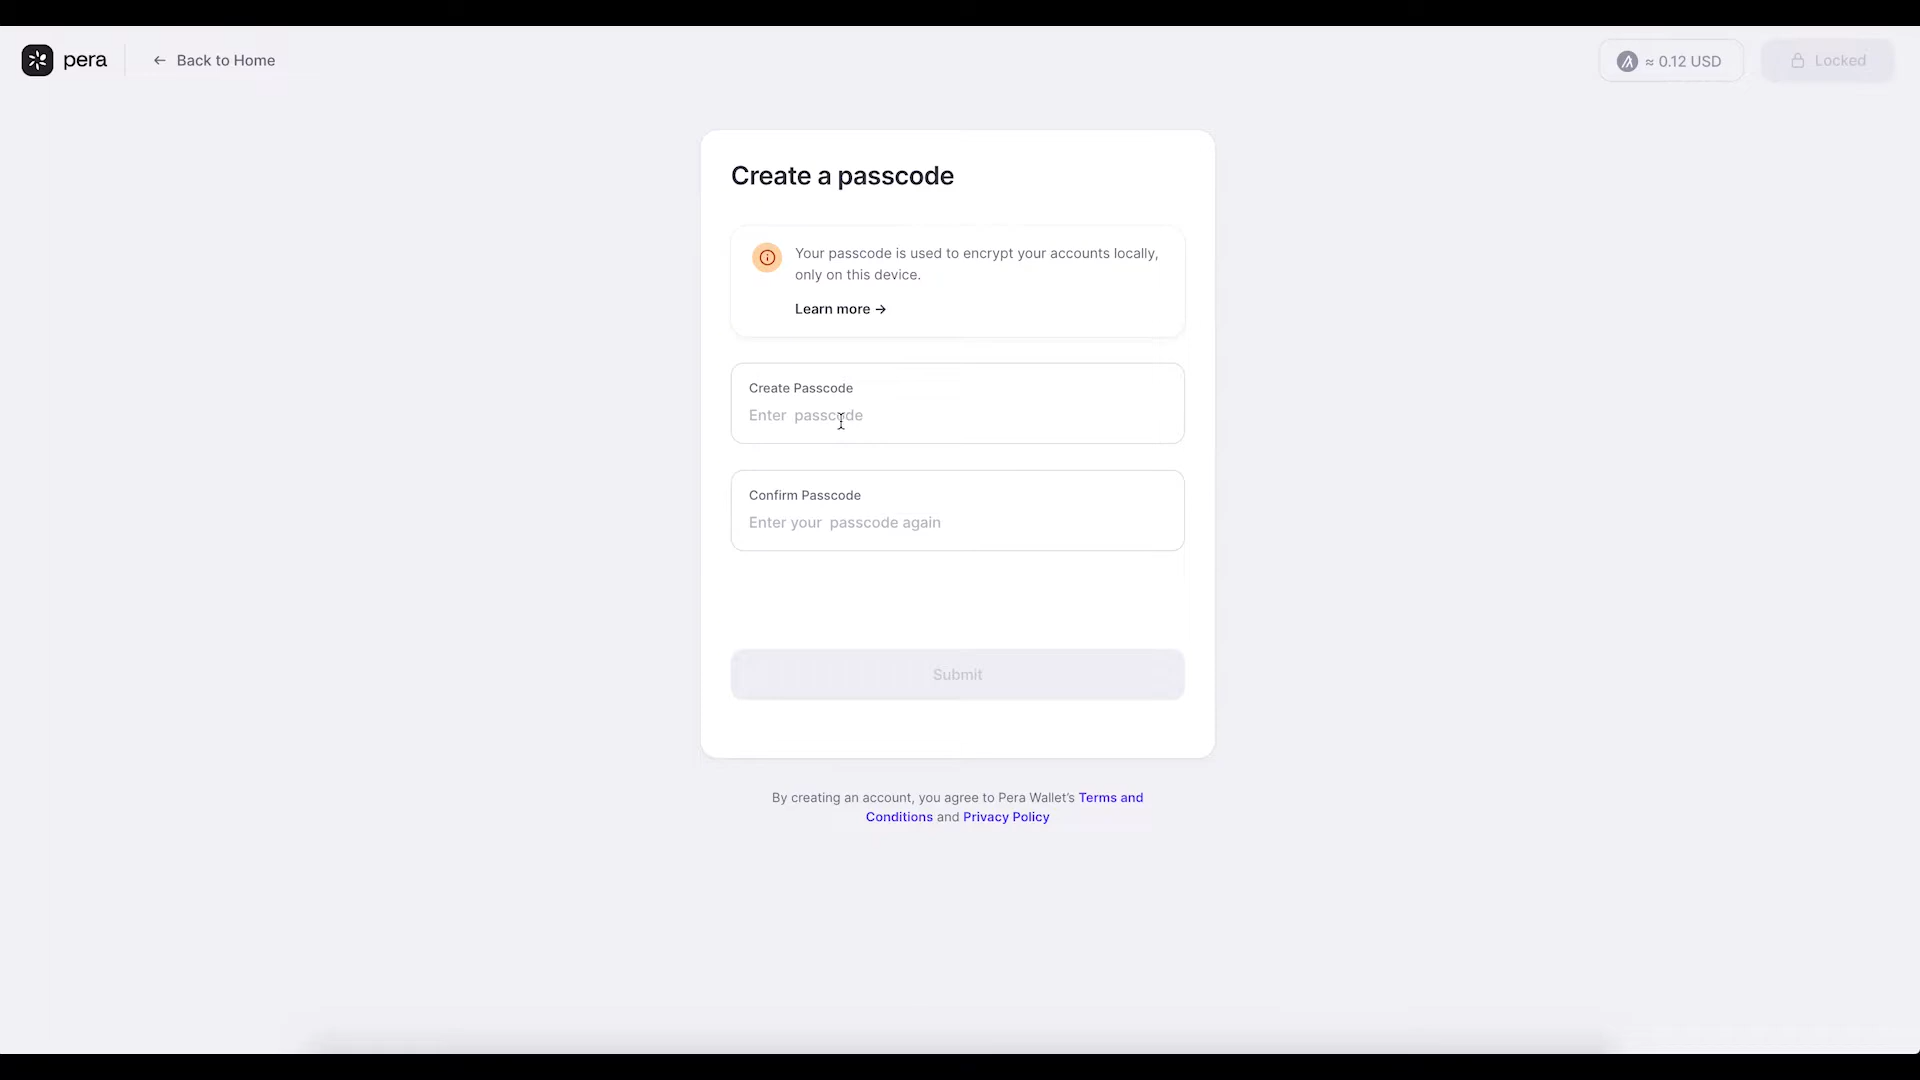 pera
← Back to Home
≈ 0.12 USD
Locked
Create a passcode
Your passcode is used to encrypt your accounts locally,
only on this device.
Learn more →
Create Passcode
Enter passcode
Confirm Passcode
Enter your passcode again
Submit
By creating an account, you agree to Pera Wallet's Terms and
Conditions and Privacy Policy